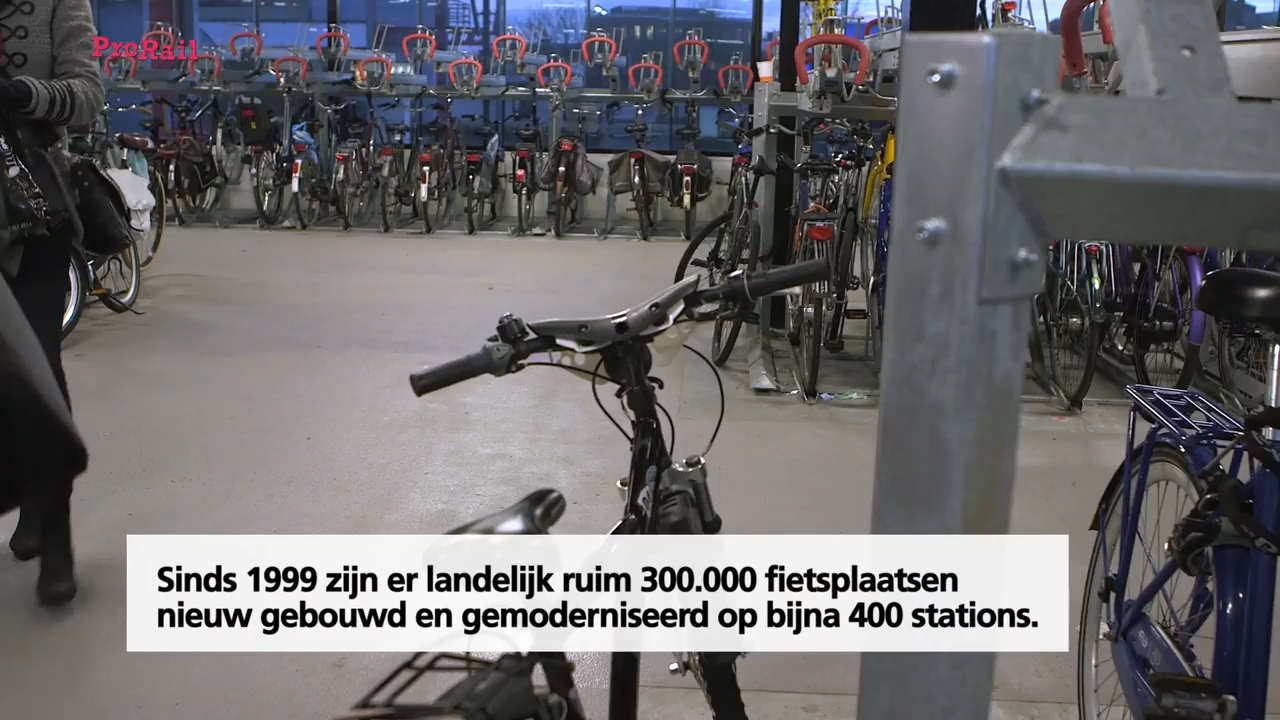 ProRail
Sinds 1999 zijn er landelijk ruim 300.000 fietsplaatsen
nieuw gebouwd en gemoderniseerd op bijna 400 stations.